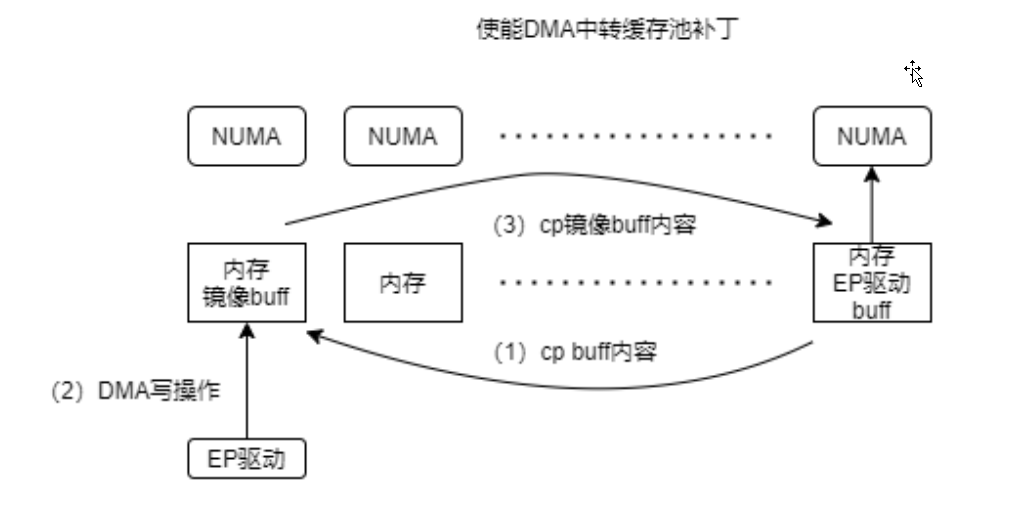 使能DMA中转缓存池补丁
NUMA
NUMA
NUMA
（3）cp镜像buff内容
内存
镜像buff
内存
内存
EP驱动
buff
（1）cp buff内容
（2）DMA写操作
EP驱动